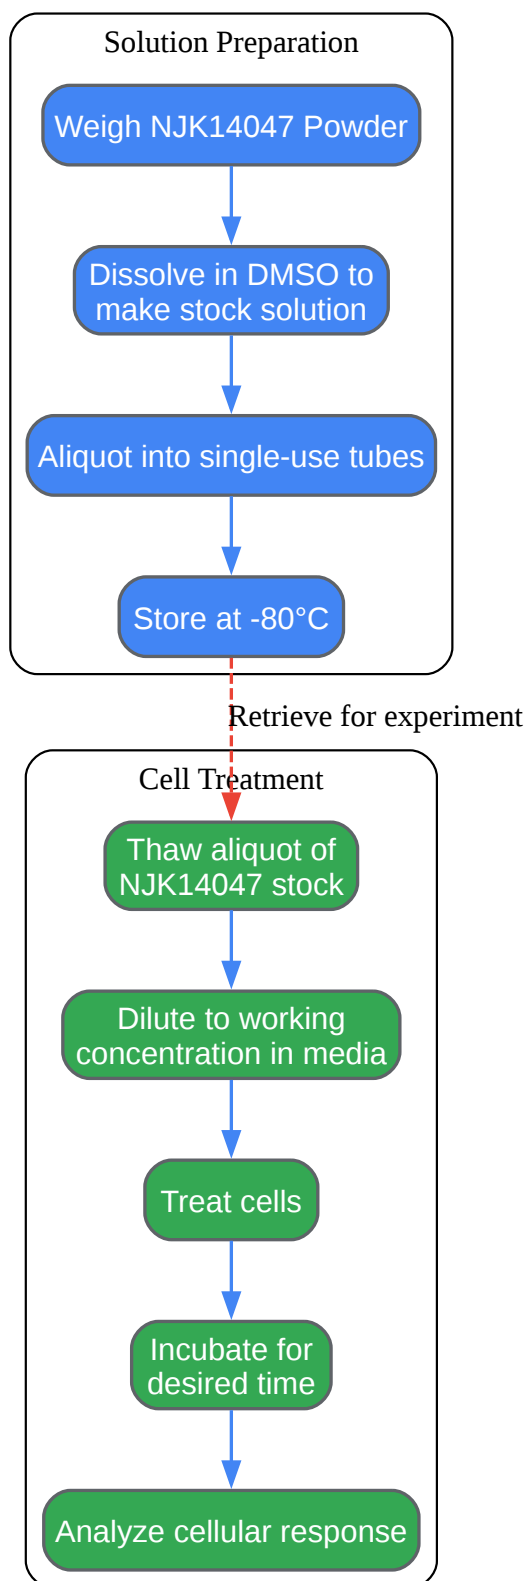 Solution Preparation
Weigh NJK14047 Powder
Dissolve in DMSO to
make stock solution
Aliquot into single-use tubes
Store at -80°C
Retrieve for experiment
Cell Treatment
Thaw aliquot of
NJK14047 stock
Dilute to working
concentration in media
Treat cells
Incubate for
desired time
Analyze cellular response